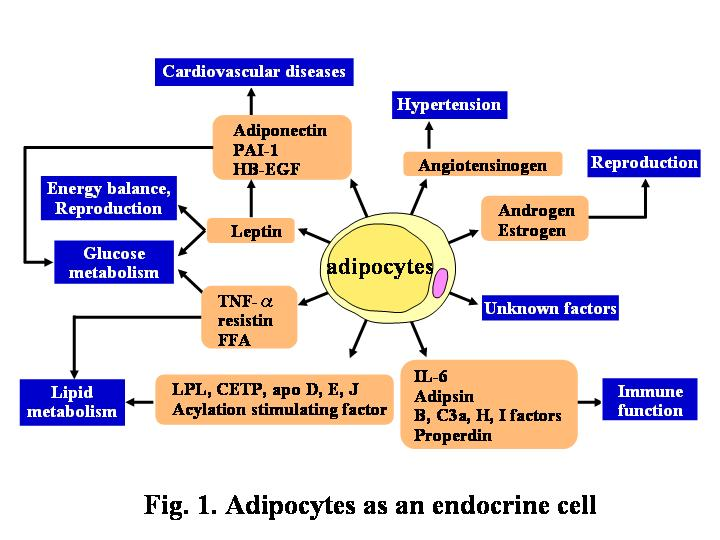 Cardiovascular diseases
Hypertension
Adiponectin
PAI-1
HB-EGF
Angiotensinogen
Reproduction
Energy balance,
Reproduction
Leptin
Androgen
Estrogen
Glucose
metabolism
adipocytes
TNF- α
resistin
FFA
Unknown factors
Lipid
metabolism
LPL, CETP, apo D, E, J
Acylation stimulating factor
IL-6
Adipsin
B, C3a, H, I factors
Properdin
Immune
function
Fig. 1. Adipocytes as an endocrine cell